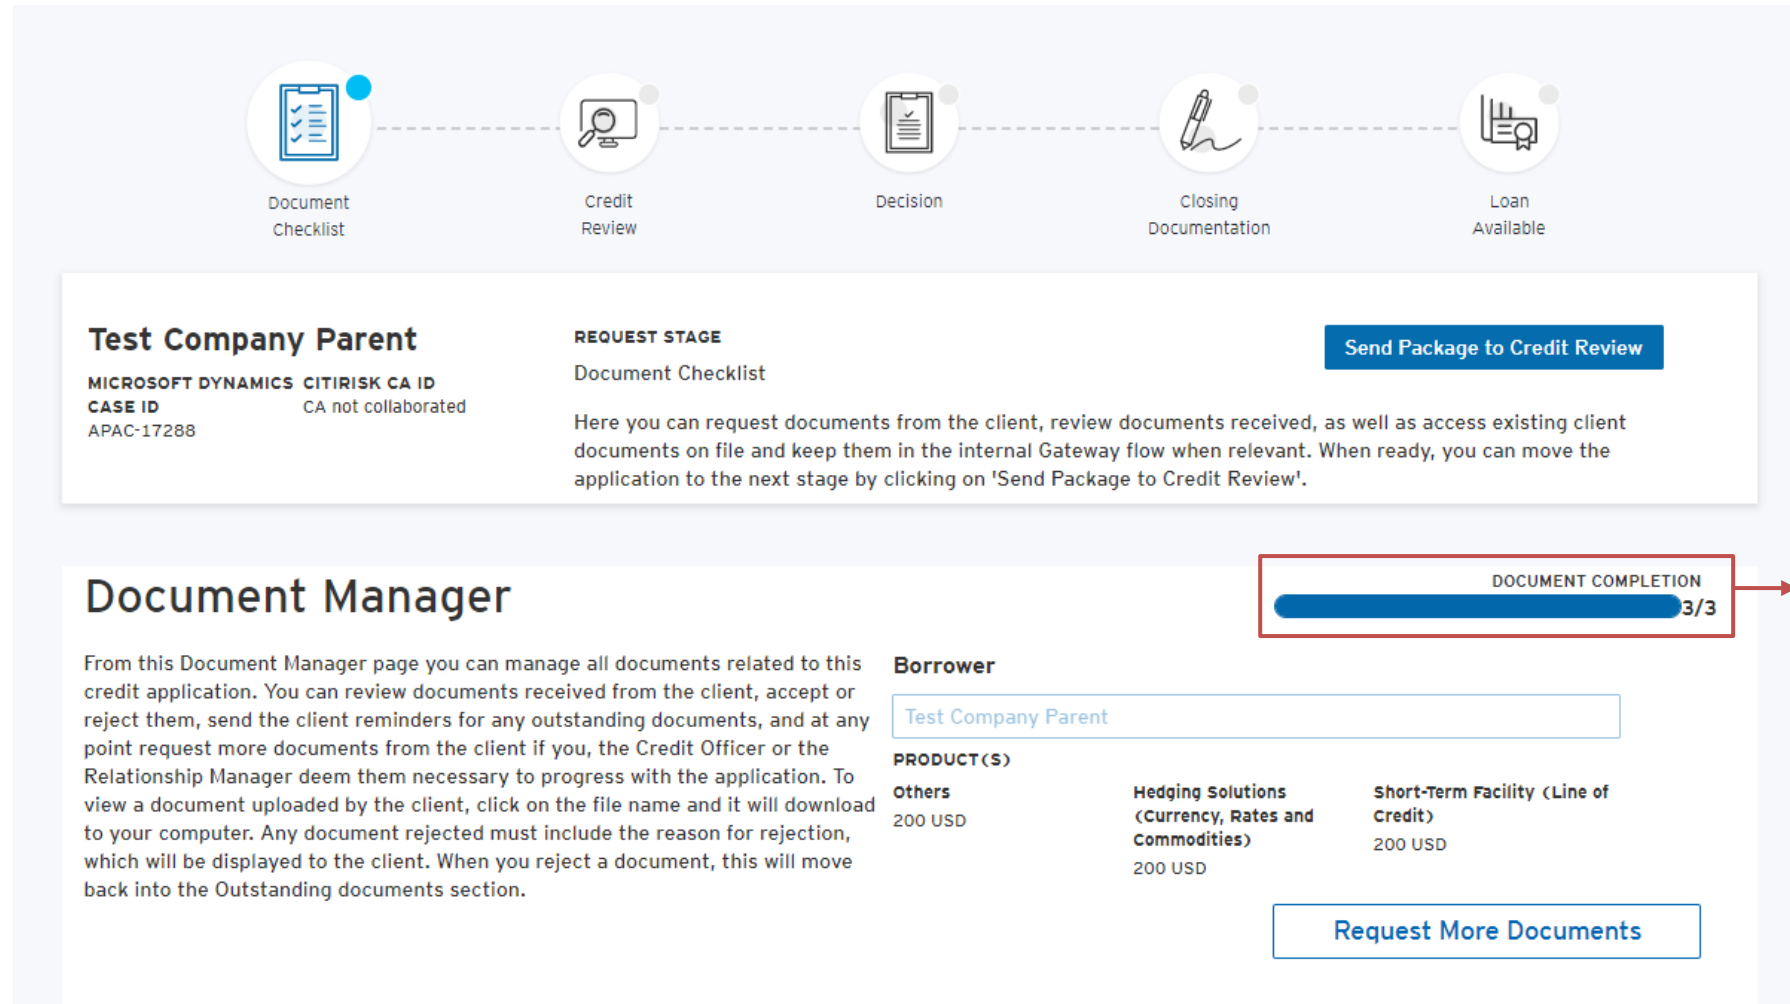 Document
Checklist
Credit
Review
Decision
Closing
Documentation
Loan
Available
Test Company Parent
MICROSOFT DYNAMICS
CASE ID
APAC-17288
CITIRISK CA ID
CA not collaborated
REQUEST STAGE
Document Checklist
Send Package to Credit Review
Here you can request documents from the client, review documents received, as well as access existing client
documents on file and keep them in the internal Gateway flow when relevant. When ready, you can move the
application to the next stage by clicking on 'Send Package to Credit Review'.
Document Manager
DOCUMENT COMPLETION
3/3
From this Document Manager page you can manage all documents related to this
credit application. You can review documents received from the client, accept or
reject them, send the client reminders for any outstanding documents, and at any
point request more documents from the client if you, the Credit Officer or the
Relationship Manager deem them necessary to progress with the application. To
view a document uploaded by the client, click on the file name and it will download
to your computer. Any document rejected must include the reason for rejection,
which will be displayed to the client. When you reject a document, this will move
back into the Outstanding documents section.
Borrower
Test Company Parent
PRODUCT(S)
Others
200 USD
Hedging Solutions
(Currency, Rates and
Commodities)
200 USD
Short-Term Facility (Line of
Credit)
200 USD
Request More Documents